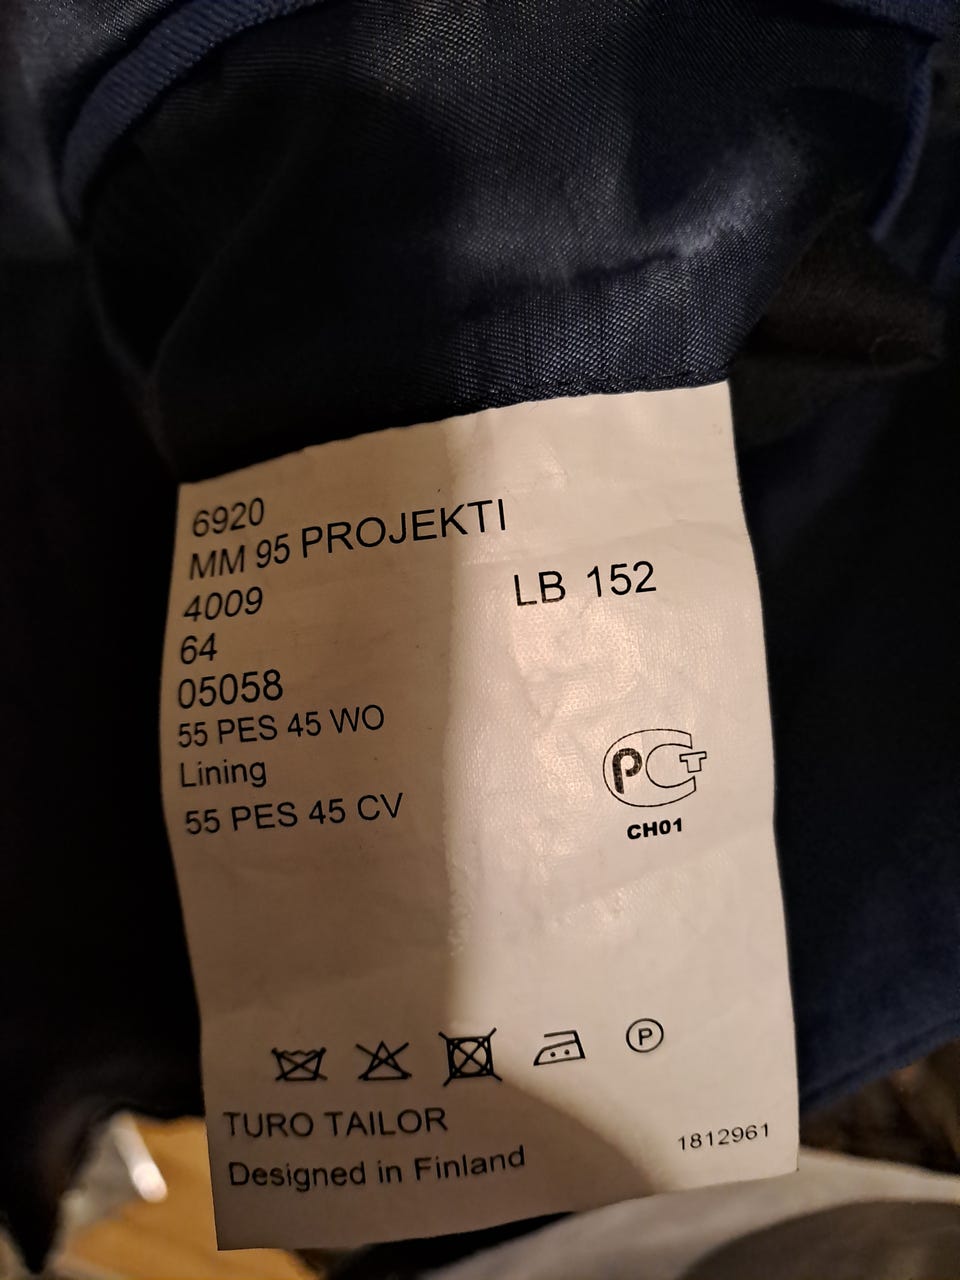 6920
MM 95 PROJEKTI
4009
LB 152
64
05058
55 PES 45 WO
Lining
55 PES 45 CV
РСТ
CH01
P
TURO TAILOR
1812961
Designed in Finland